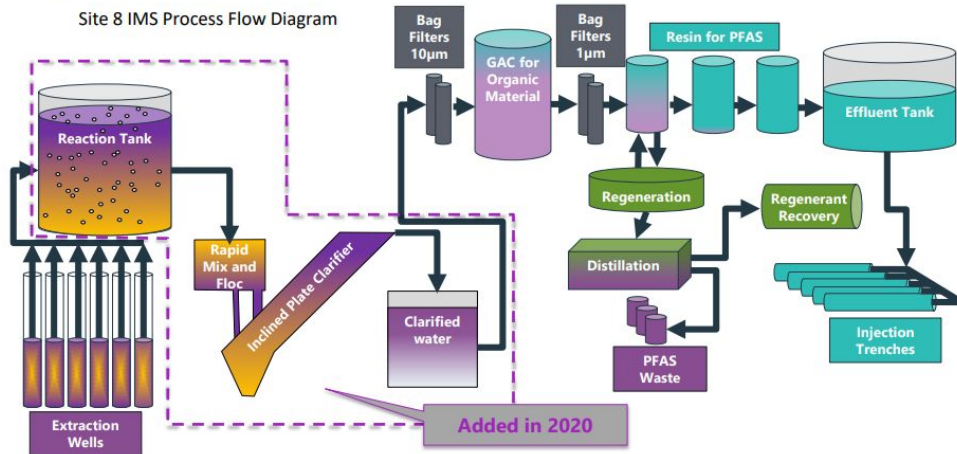 Site 8 IMS Process Flow Diagram
Bag
Filters
10µm
GAC for
Organic
Material
Bag
Filters
1µm
Resin for PFAS
Effluent Tank
Reaction Tank
Regeneration
Regenerant
Recovery
Rapid
Mix and
Floc
Inclined Plate Clarifier
Distillation
Clarified
water
PFAS
Waste
Injection
Trenches
Extraction
Wells
Added in 2020